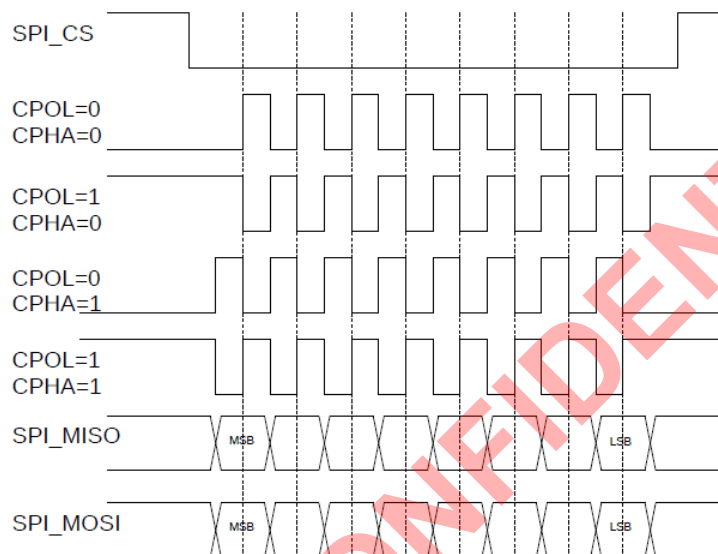 SPI_CS
CPOL=0
CPHA=0
CPOL=1
CPHA=0
CPOL=0
CPHA=1
CPOL=1
CPHA=1
SPI_MISO
MSB
LSB
SPI_MOSI
MSB
LSB
CONFIDENT